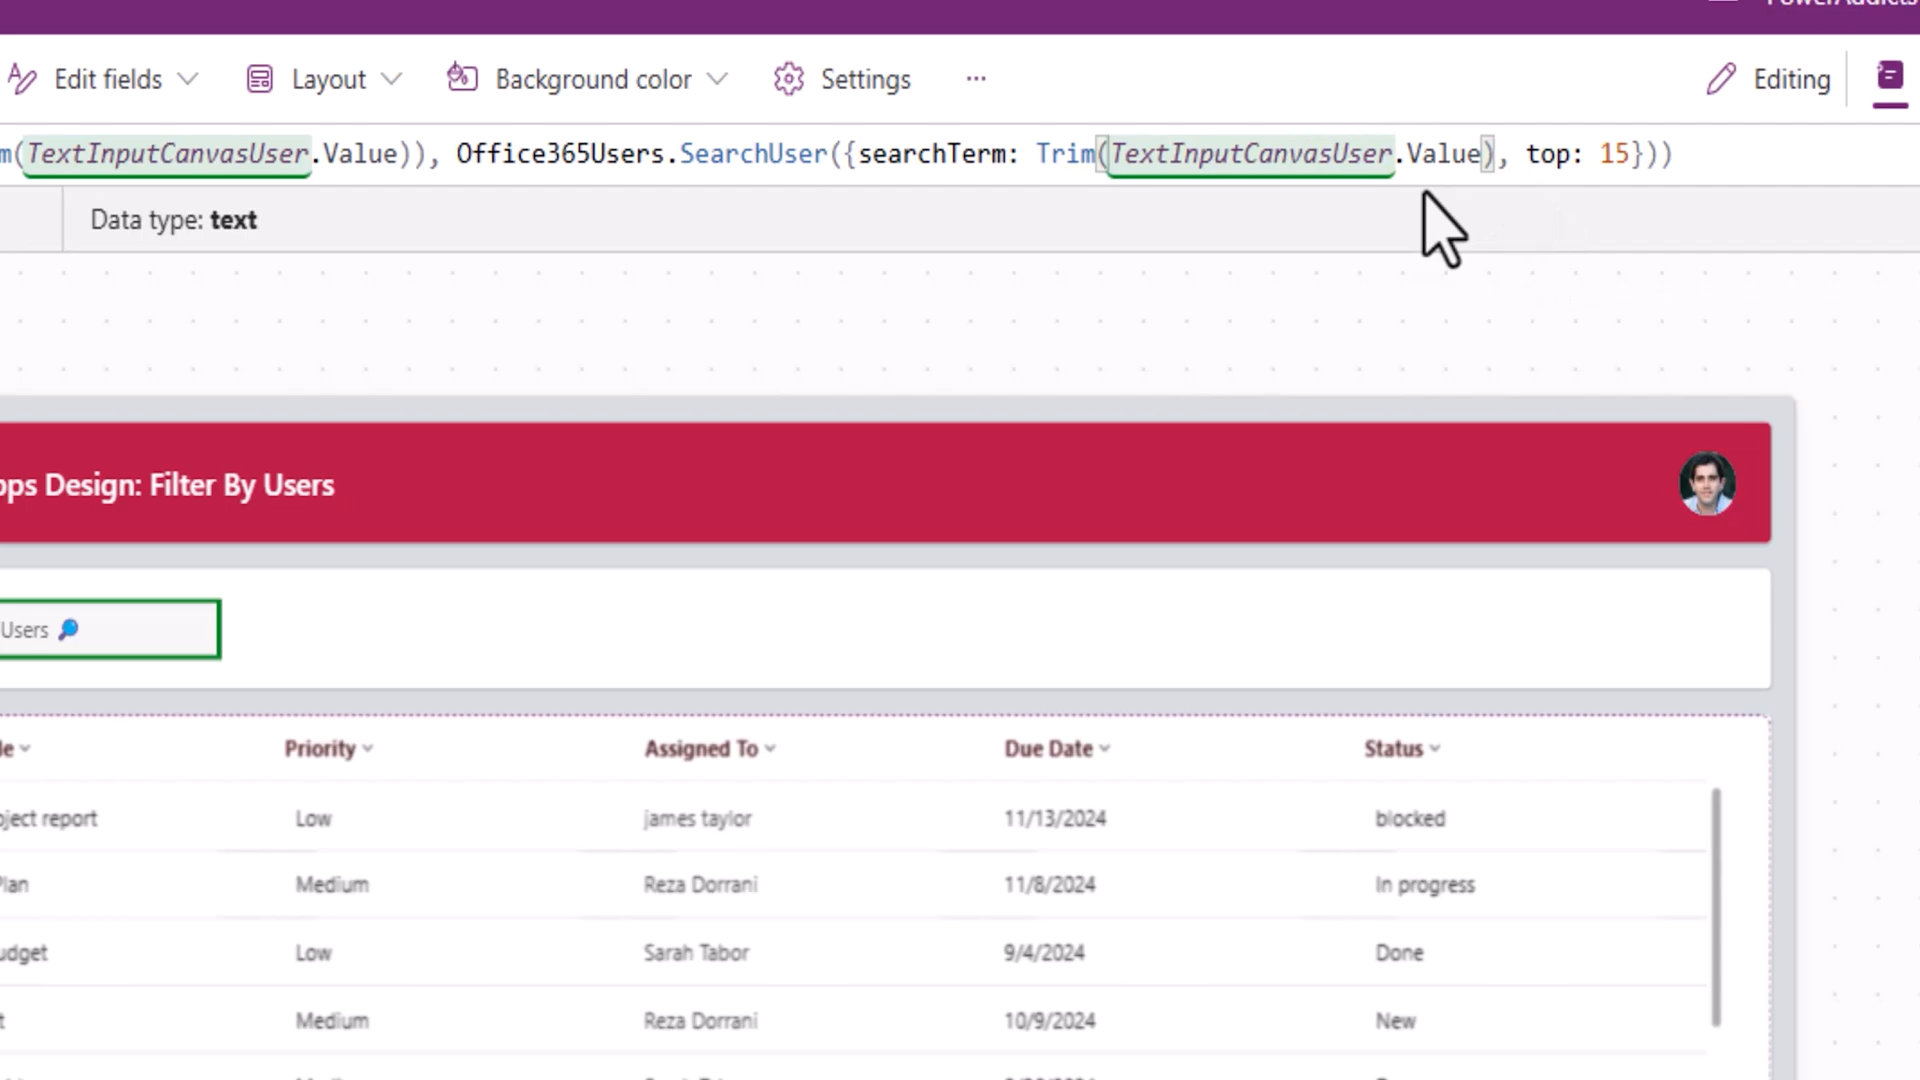 Edit fields Layout Background color Settings ... Editing
m(TextInputCanvasUser.Value)), Office365Users.SearchUser({searchTerm: Trim(TextInputCanvasUser.Value), top: 15}))
Data type: text
pps Design: Filter By Users
Users
le Priority Assigned To Due Date Status
oject report Low james taylor 11/13/2024 blocked
Plan Medium Reza Dorrani 11/8/2024 In progress
udget Low Sarah Tabor 9/4/2024 Done
t Medium Reza Dorrani 10/9/2024 New